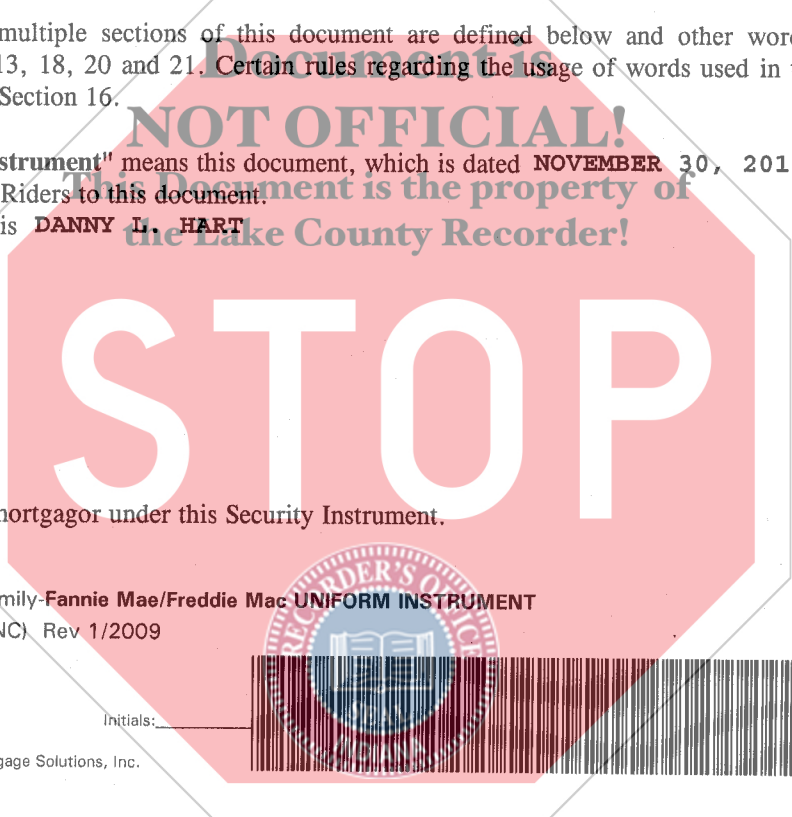 multiple sections of this document are defined below and other
Document is
13, 18, 20 and 21. Certain rules regarding the usage of words used in
Section 16.
NOT OFFICIAL!
strument" means this document, which is dated NOVEMBER 30, 201
This Document is the property of
Riders to this document.
is DANNY L. HART
the Lake County Recorder!
STOP
mortgagor under this Security Instrument.
mily-Fannie Mae/Freddie Mac UNIFORM INSTRUMENT
NC) Rev 1/2009
RECORDER'S OFFICE
SEAL
INDIANA
Initials:
gage Solutions, Inc.